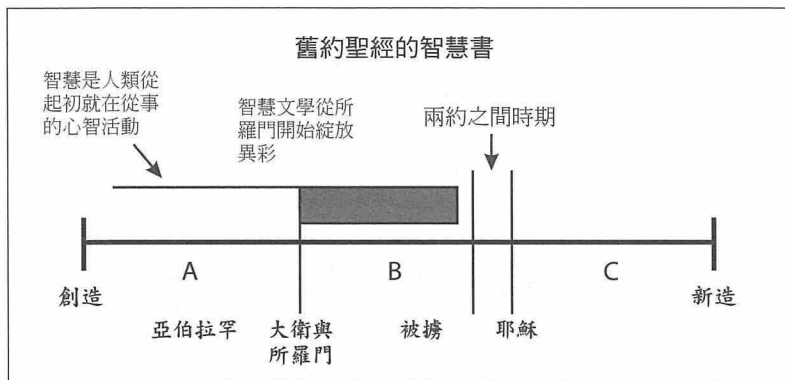 舊約聖經的智慧書
智慧是人類從
起初就在從事
的心智活動
智慧文學從所
羅門開始綻放
異彩
兩約之間時期
A
B
C
創造
新造
亞伯拉罕
大衛與
所羅門
被擄
耶穌